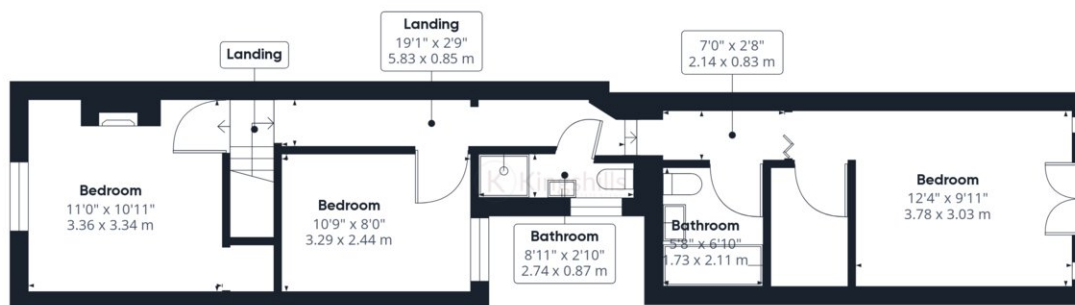 Landing
19'1" x 2'9"
5.83 x 0.85 m
7'0" x 2'8"
2.14 x 0.83 m
Landing
Bedroom
11'0" x 10'11"
3.36 x 3.34 m
Bedroom
10'9" x 8'0"
3.29 x 2.44 m
Kingshills
Bathroom
8'11" x 2'10"
2.74 x 0.87 m
Bathroom
5'8" x 6'10"
1.73 x 2.11 m
Bedroom
12'4" x 9'11"
3.78 x 3.03 m